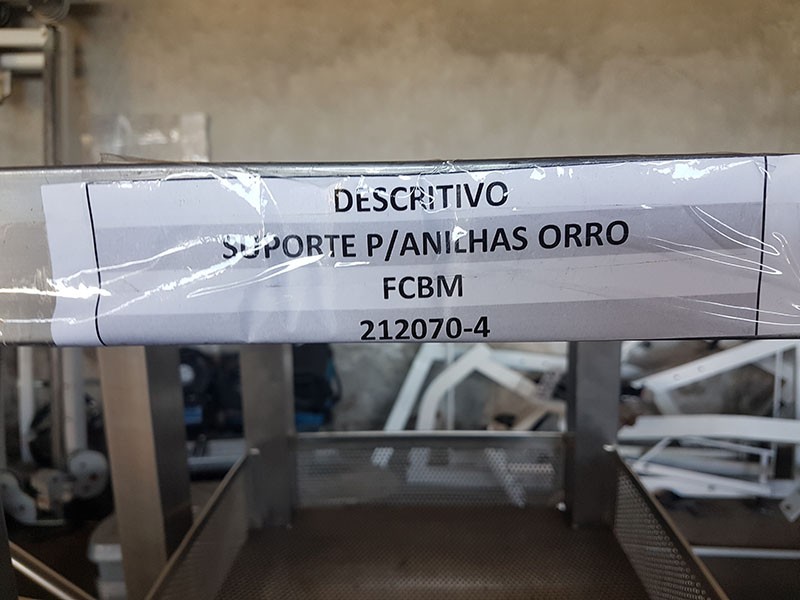 DESCRITIVO
SUPORTE P/ANILHAS ORRO
FCBM
212070-4